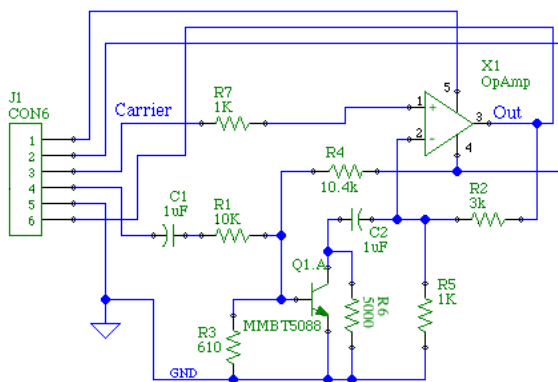 X1
OpAmp
J1
CON6
Carrier
R7
1K
5
1
+
3
Out
2
-
4
1
2
3
4
5
6
R4
10.4k
R2
3k
C1
1uF
R1
10K
C2
1uF
Q1.A
R6
5000
R5
1K
R3
610
MMBT5088
GND